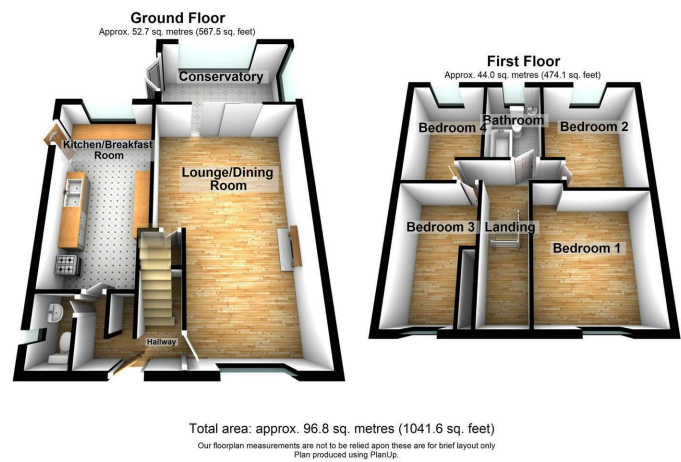 Ground Floor
Approx. 52.7 sq. metres (567.5 sq. feet)
Conservatory
Kitchen/Breakfast
Room
Lounge/Dining
Room
Hallway
First Floor
Approx. 44.0 sq. metres (474.1 sq. feet)
Bedroom 4
Bathroom
Bedroom 2
Bedroom 3
Landing
Bedroom 1
Total area: approx. 96.8 sq. metres (1041.6 sq. feet)
Our floorplan measurements are not to be relied apon these are for brief layout only
Plan produced using PlanUp.